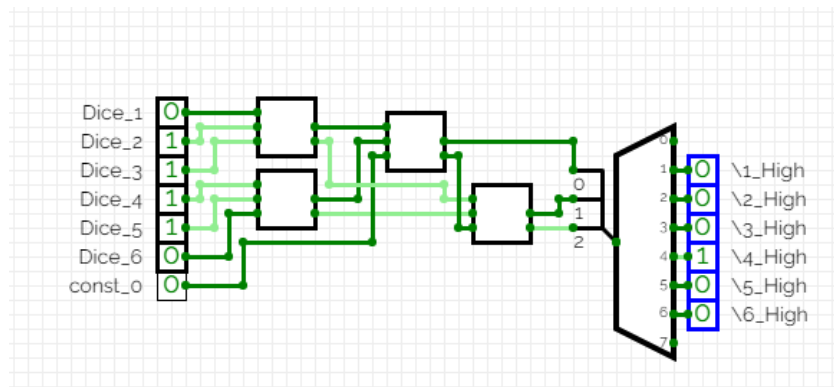 Dice_1 0
Dice_2 1
Dice_3 1
Dice_4 1
Dice_5 1
Dice_6 0
const_0 0
0
1
2
0
1 0 \1_High
2 0 \2_High
3 0 \3_High
4 1 \4_High
5 0 \5_High
6 0 \6_High
7